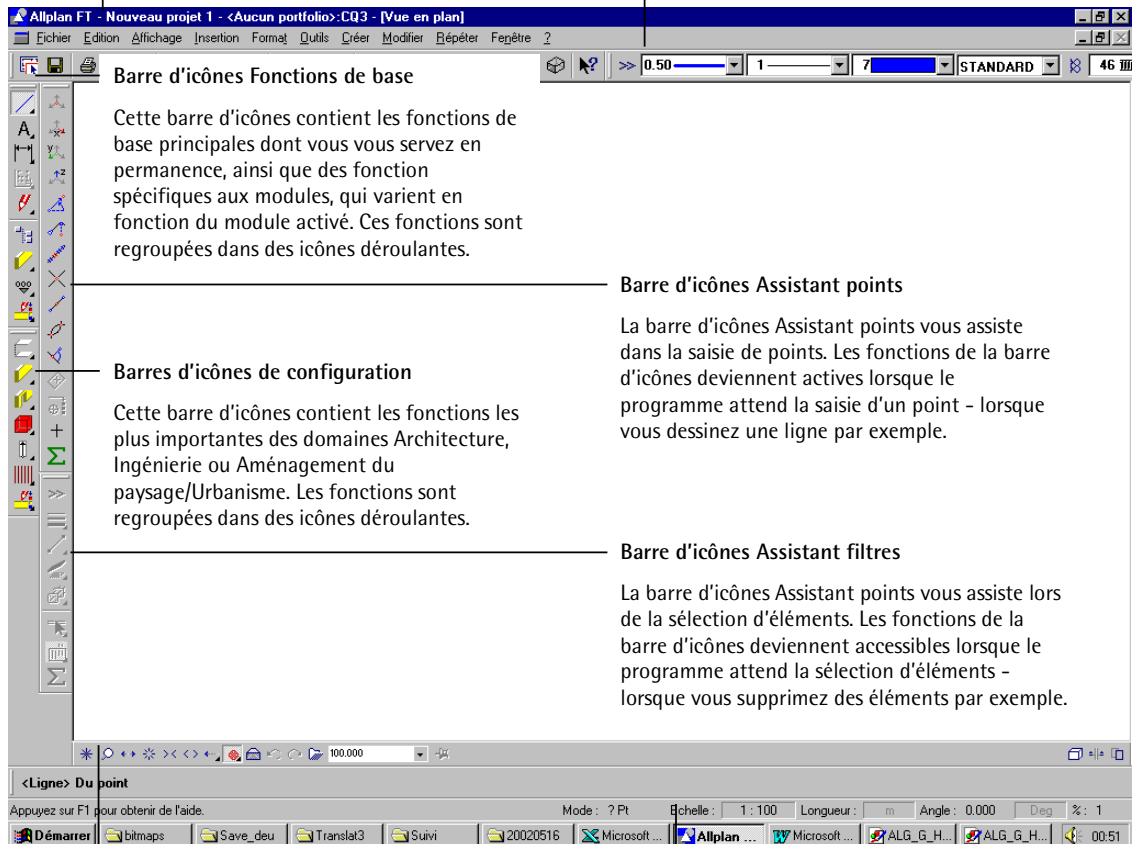 Allplan FT - Nouveau projet 1 - <Aucun portfolio>:CQ3 - [Vue en plan]
Fichier Edition Affichage Insertion Format Outils Créer Modifier Répéter Fenêtre ?
0.50 1 7 STANDARD 46
Barre d'icônes Fonctions de base
Cette barre d'icônes contient les fonctions de
base principales dont vous vous servez en
permanence, ainsi que des fonction
spécifiques aux modules, qui varient en
fonction du module activé. Ces fonctions sont
regroupées dans des icônes déroulantes.
Barre d'icônes Assistant points
La barre d'icônes Assistant points vous assiste
dans la saisie de points. Les fonctions de la barre
d'icônes deviennent actives lorsque le
programme attend la saisie d'un point - lorsque
vous dessinez une ligne par exemple.
Barres d'icônes de configuration
Cette barre d'icônes contient les fonctions les
plus importantes des domaines Architecture,
Ingénierie ou Aménagement du
paysage/Urbanisme. Les fonctions sont
regroupées dans des icônes déroulantes.
Barre d'icônes Assistant filtres
La barre d'icônes Assistant points vous assiste lors
de la sélection d'éléments. Les fonctions de la
barre d'icônes deviennent accessibles lorsque le
programme attend la sélection d'éléments -
lorsque vous supprimez des éléments par exemple.
100.000
<Ligne> Du point
Appuyez sur F1 pour obtenir de l'aide. Mode : ? Pt Echelle : 1 : 100 Longueur : m Angle : 0.000 Deg % : 1
Démarrer bitmaps Save_deu Translat3 Suivi 20020516 Microsoft ... Allplan ... Microsoft ... ALG_G_H... ALG_G_H... 00:51